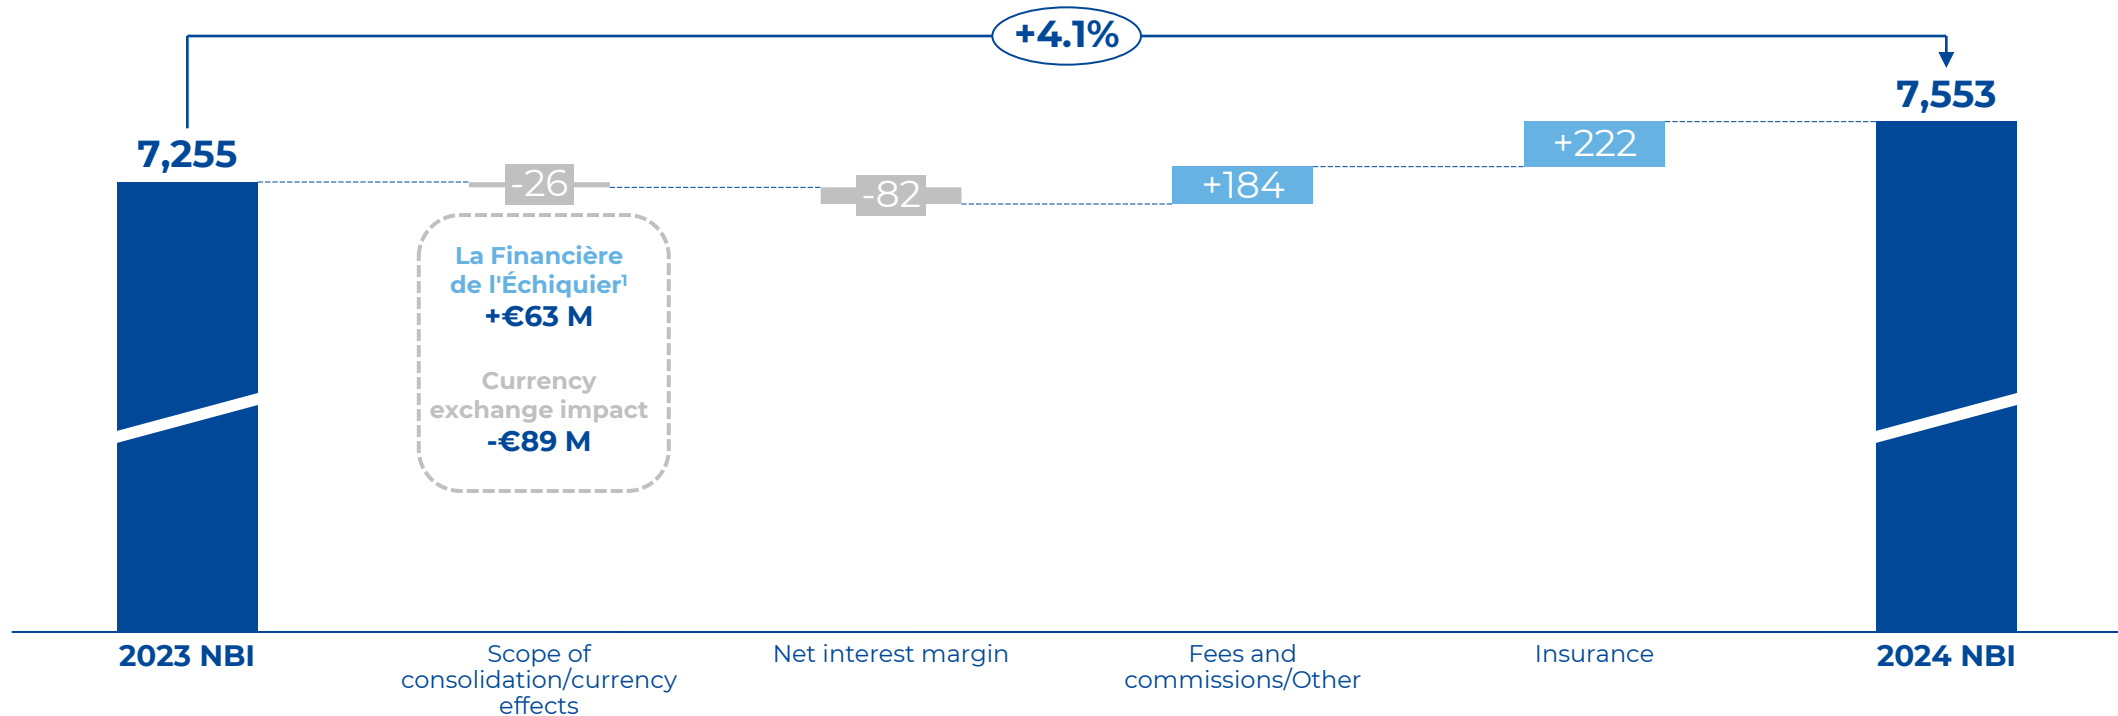 +4.1%
7,255
-26
-82
+184
+222
7,553
La Financière
de l'Échiquier¹
+€63 M
Currency
exchange impact
-€89 M
2023 NBI
Scope of
consolidation/currency
effects
Net interest margin
Fees and
commissions/Other
Insurance
2024 NBI